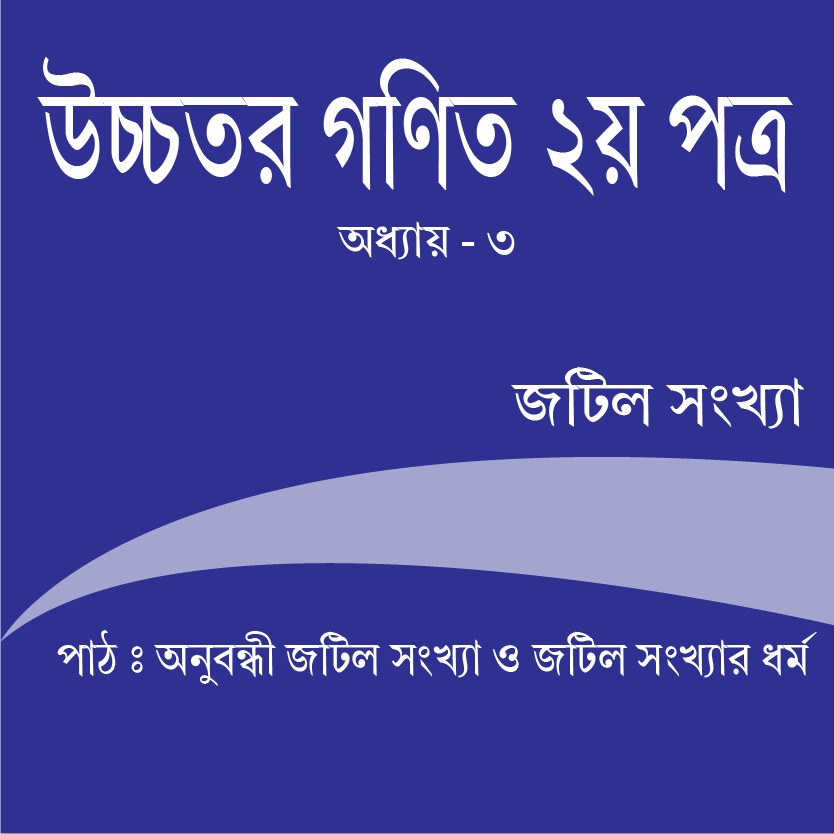 উচ্চতর গণিত ২য় পত্র
অধ্যায় - ৩
জটিল সংখ্যা
পাঠ ঃ অনুবন্ধী জটিল সংখ্যা ও জটিল সংখ্যার ধর্ম